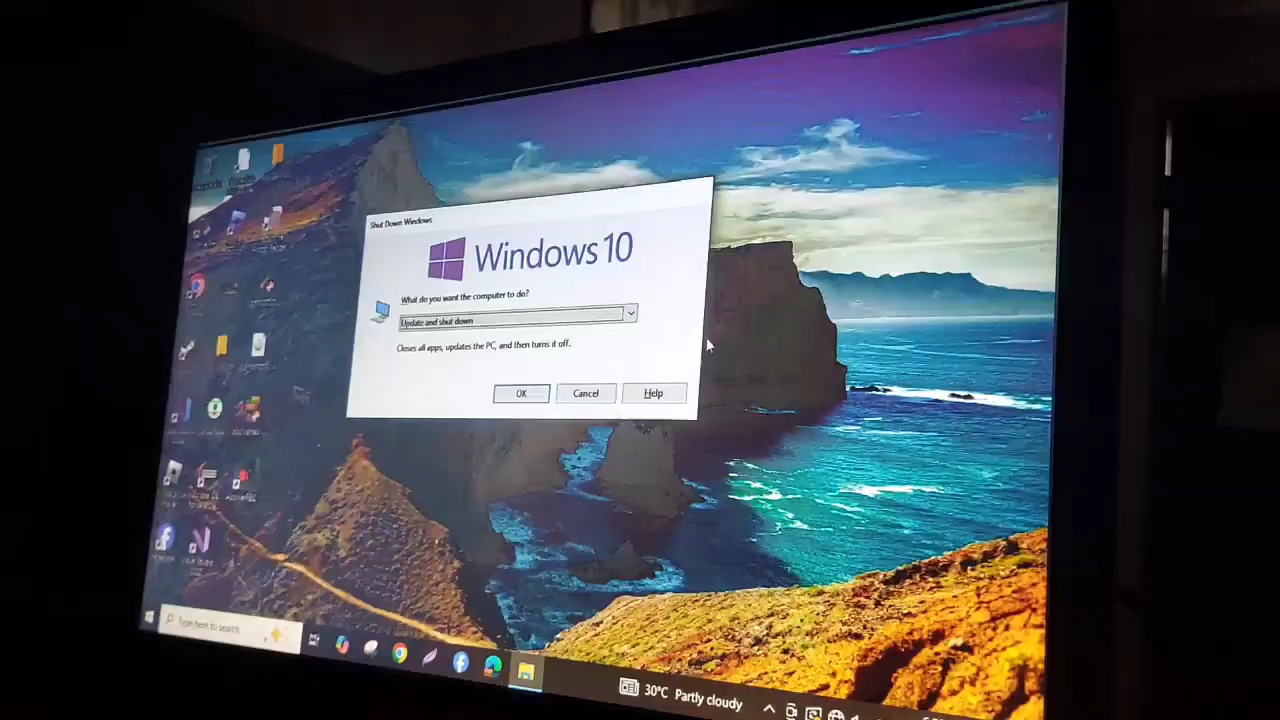 Shut Down Windows
Windows 10
What do you want the computer to do?
Update and shut down
Closes all apps, updates the PC, and then turns it off.
OK
Cancel
Help
Type here to search
30°C Partly cloudy